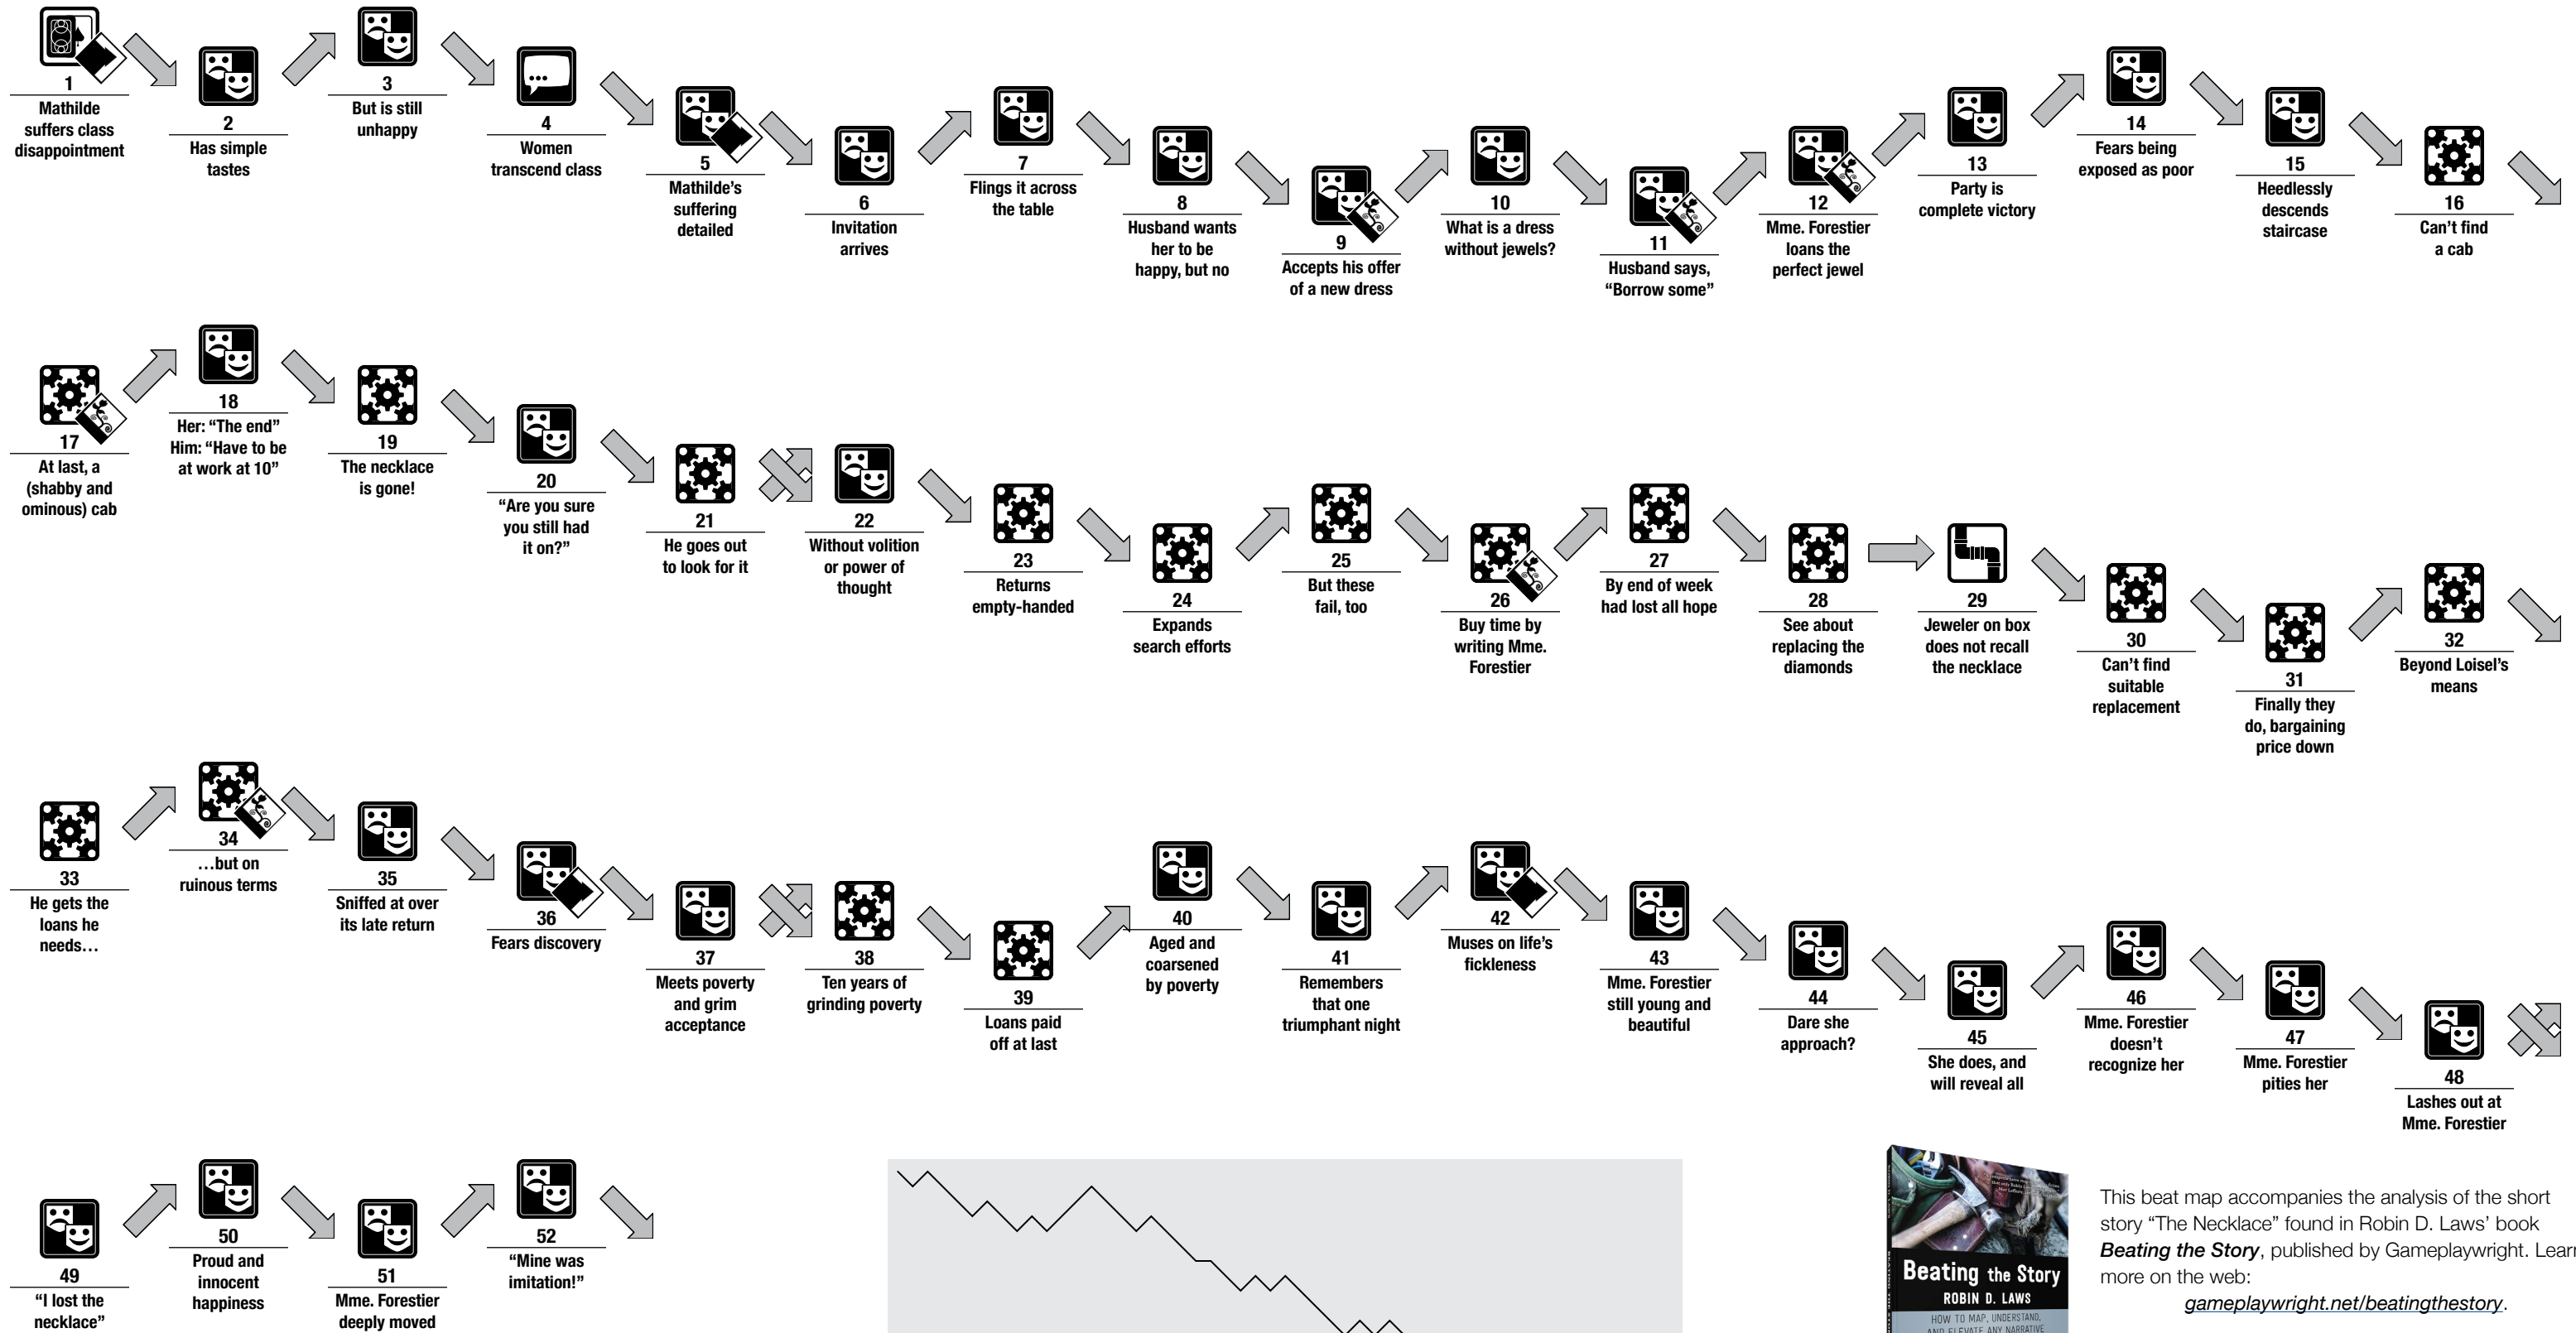 1
Mathilde
suffers class
disappointment
2
Has simple
tastes
3
But is still
unhappy
4
Women
transcend class
5
Mathilde’s
suffering
detailed
6
Invitation
arrives
7
Flings it across
the table
8
Husband wants
her to be
happy, but no
9
Accepts his offer
of a new dress
10
What is a dress
without jewels?
11
Husband says,
“Borrow some”
12
Mme. Forestier
loans the
perfect jewel
13
Party is
complete victory
14
Fears being
exposed as poor
15
Heedlessly
descends
staircase
16
Can’t find
a cab
17
At last, a
(shabby and
ominous) cab
18
Her: “The end”
Him: “Have to be
at work at 10”
19
The necklace
is gone!
20
“Are you sure
you still had
it on?”
21
He goes out
to look for it
22
Without volition
or power of
thought
23
Returns
empty-handed
24
Expands
search efforts
25
But these
fail, too
26
Buy time by
writing Mme.
Forestier
27
By end of week
had lost all hope
28
See about
replacing the
diamonds
29
Jeweler on box
does not recall
the necklace
30
Can’t find
suitable
replacement
31
Finally they
do, bargaining
price down
32
Beyond Loisel’s
means
33
He gets the
loans he
needs…
34
…but on
ruinous terms
35
Sniffed at over
its late return
36
Fears discovery
37
Meets poverty
and grim
acceptance
38
Ten years of
grinding poverty
39
Loans paid
off at last
40
Aged and
coarsened
by poverty
41
Remembers
that one
triumphant night
42
Muses on life’s
fickleness
43
Mme. Forestier
still young and
beautiful
44
Dare she
approach?
45
She does, and
will reveal all
46
Mme. Forestier
doesn’t
recognize her
47
Mme. Forestier
pities her
48
Lashes out at
Mme. Forestier
49
“I lost the
necklace”
50
Proud and
innocent
happiness
51
Mme. Forestier
deeply moved
52
“Mine was
imitation!”
Beating the Story
ROBIN D. LAWS
HOW TO MAP, UNDERSTAND,
AND ELEVATE ANY NARRATIVE
This beat map accompanies the analysis of the short
story “The Necklace” found in Robin D. Laws’ book
Beating the Story, published by Gameplaywright. Learn
more on the web:
gameplaywright.net/beatingthestory.